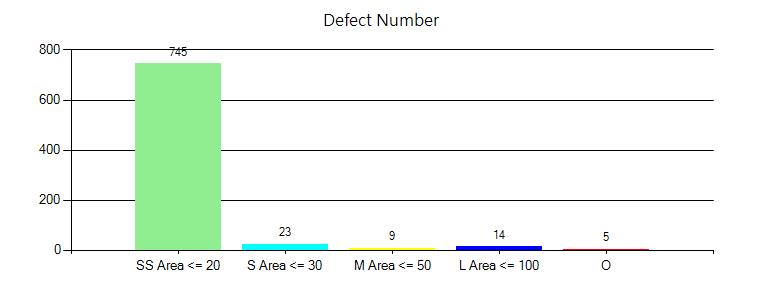 Defect Number
800
745
600
400
200
23
9
14
5
0
SS Area <= 20
S Area <= 30
M Area <= 50
L Area <= 100
O